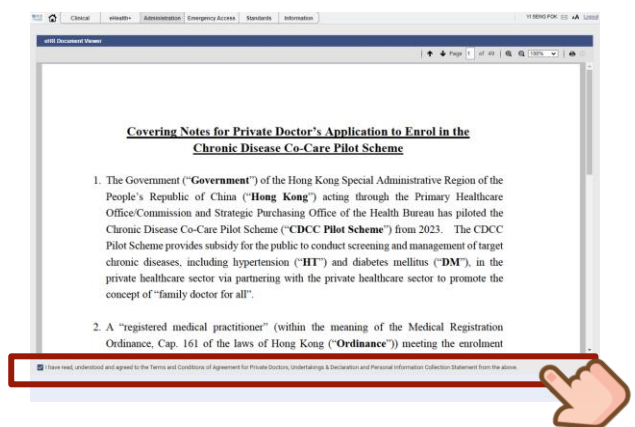 Clinical eHealth+ Administration Emergency Access Standards Information YI SENG FOK AA Logout
eHR Document Viewer
Page 1 of 49 100%
Covering Notes for Private Doctor’s Application to Enrol in the
Chronic Disease Co-Care Pilot Scheme
1. The Government (“Government”) of the Hong Kong Special Administrative Region of the
People’s Republic of China (“Hong Kong”) acting through the Primary Healthcare
Office/Commission and Strategic Purchasing Office of the Health Bureau has piloted the
Chronic Disease Co-Care Pilot Scheme (“CDCC Pilot Scheme”) from 2023. The CDCC
Pilot Scheme provides subsidy for the public to conduct screening and management of target
chronic diseases, including hypertension (“HT”) and diabetes mellitus (“DM”), in the
private healthcare sector via partnering with the private healthcare sector to promote the
concept of “family doctor for all”.
2. A “registered medical practitioner” (within the meaning of the Medical Registration
Ordinance, Cap. 161 of the laws of Hong Kong (“Ordinance”)) meeting the enrolment
I have read, understood and agreed to the Terms and Conditions of Agreement for Private Doctors, Undertakings & Declaration and Personal Information Collection Statement from the above.